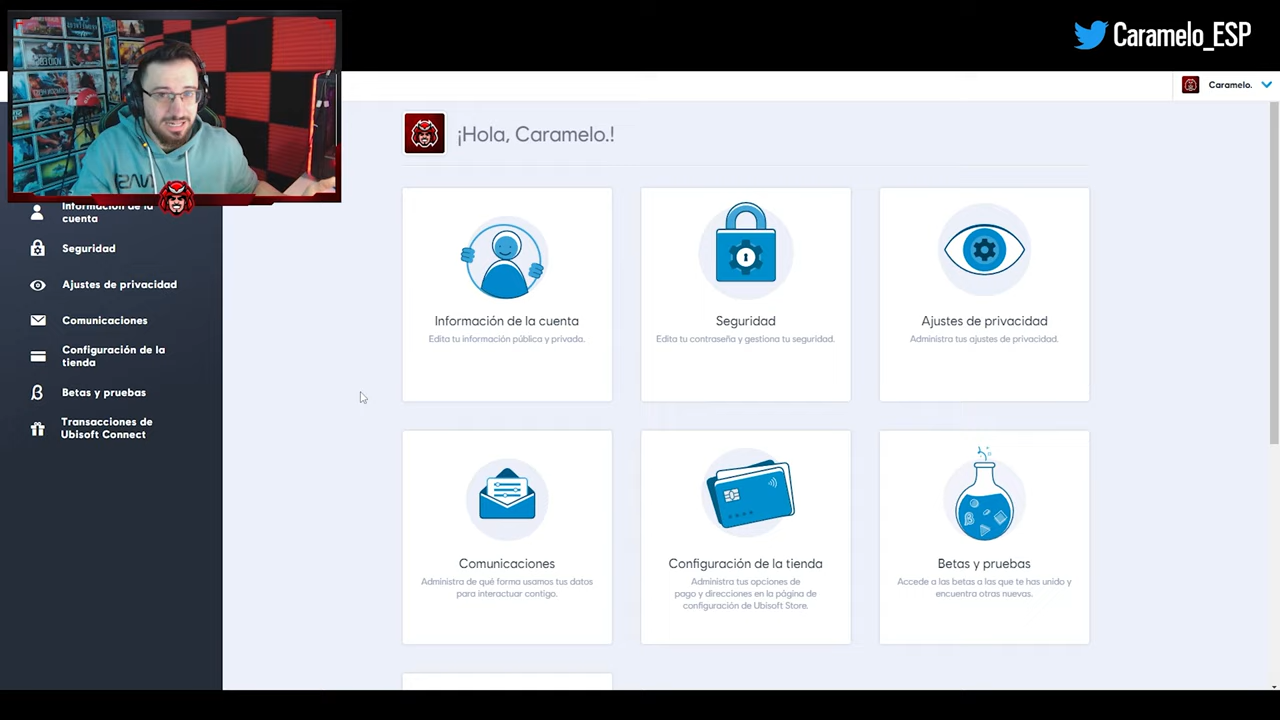 Caramelo_ESP
Caramelo.
¡Hola, Caramelo.!
Información de la
cuenta
Seguridad
Ajustes de privacidad
Comunicaciones
Configuración de la
tienda
Betas y pruebas
Transacciones de
Ubisoft Connect
Información de la cuenta
Edita tu información pública y privada.
Seguridad
Edita tu contraseña y gestiona tu seguridad.
Ajustes de privacidad
Administra tus ajustes de privacidad.
Comunicaciones
Administra de qué forma usamos tus datos
para interactuar contigo.
Configuración de la tienda
Administra tus opciones de
pago y direcciones en la página de
configuración de Ubisoft Store.
Betas y pruebas
Accede a las betas a las que te has unido y
encuentra otras nuevas.